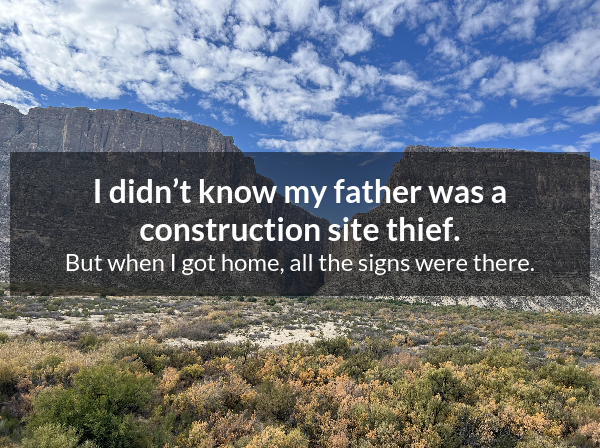 I didn’t know my father was a
construction site thief.
But when I got home, all the signs were there.